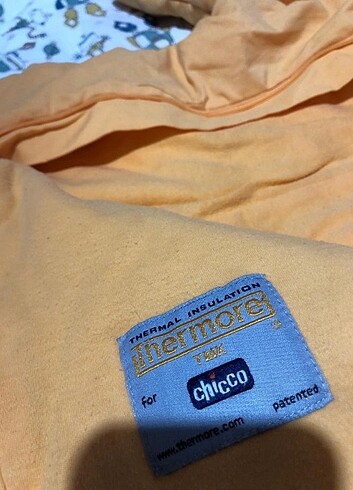 THERMAL INSULATION
Thermore
for
chicco
patented
www.thermore.com